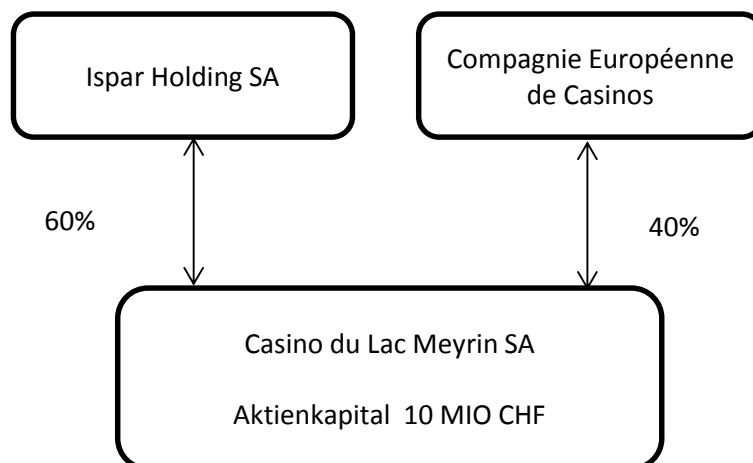 Ispar Holding SA
Compagnie Européenne
de Casinos
60%
40%
Casino du Lac Meyrin SA
Aktienkapital 10 MIO CHF